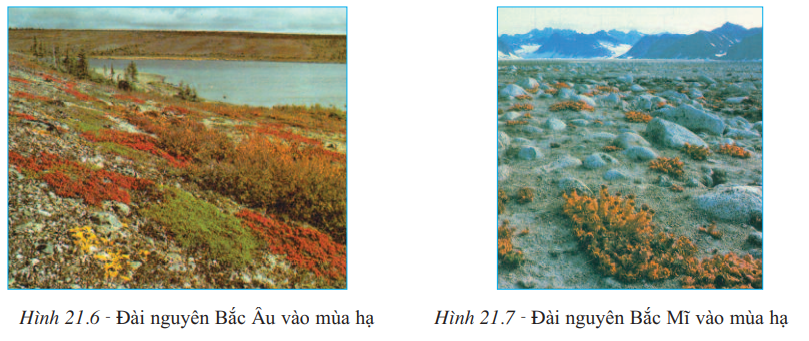 Hình 21.6 - Đài nguyên Bắc Âu vào mùa hạ
Hình 21.7 - Đài nguyên Bắc Mĩ vào mùa hạ